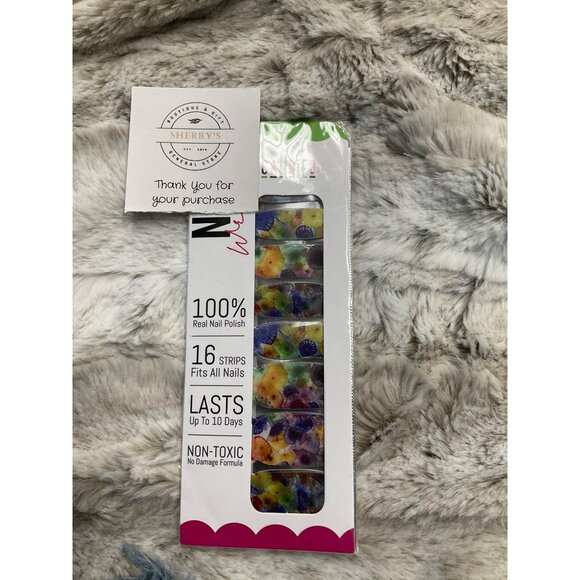 BOUTIQUE & GIFT
SHERRY'S
EST. 2019
GENERAL STORE
Thank You for
your purchase
N
100%
Real Nail Polish
16 STRIPS
Fits All Nails
LASTS
Up To 10 Days
NON-TOXIC
No Damage Formula